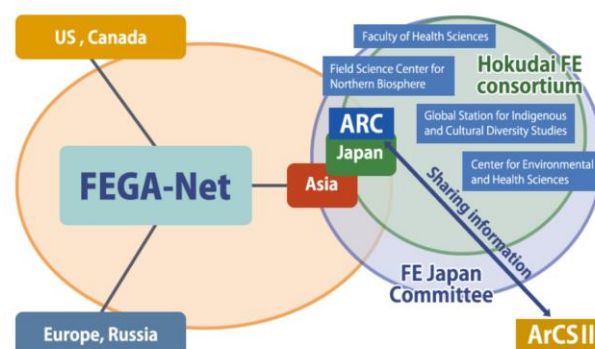 US , Canada
FEGA-Net
Europe, Russia
Asia
Faculty of Health Sciences
Field Science Center for
Northern Biosphere
Hokudai FE
consortium
ARC
Japan
Global Station for Indigenous
and Cultural Diversity Studies
Center for Environmental
and Health Sciences
Sharing information
FE Japan
Committee
ArCSII